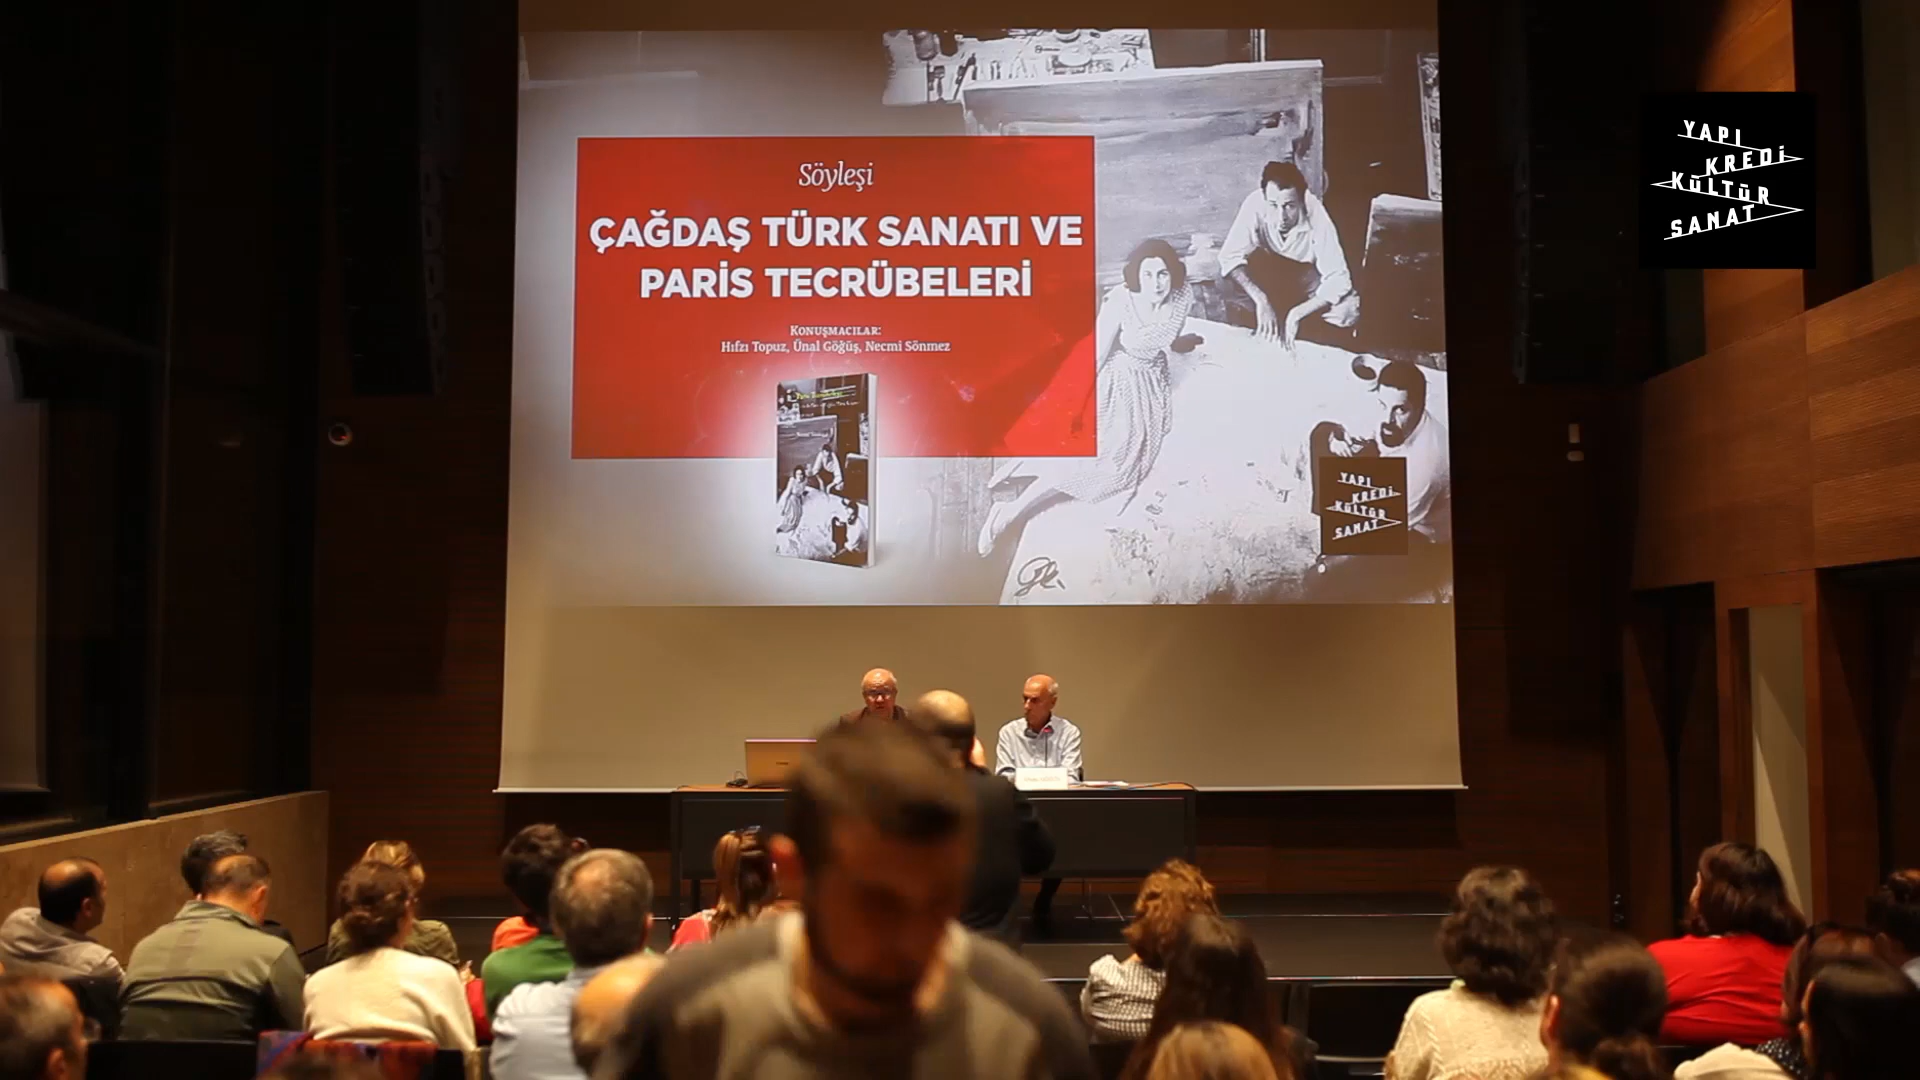 Söyleşi
ÇAĞDAŞ TÜRK SANATI VE
PARİS TECRÜBELERİ
KONUŞMACILAR:
Hıfzı Topuz, Ünal Göğüş, Necmi Sönmez
YAPI
KREDİ
KÜLTÜR
SANAT
YAPI
KREDİ
KÜLTÜR
SANAT